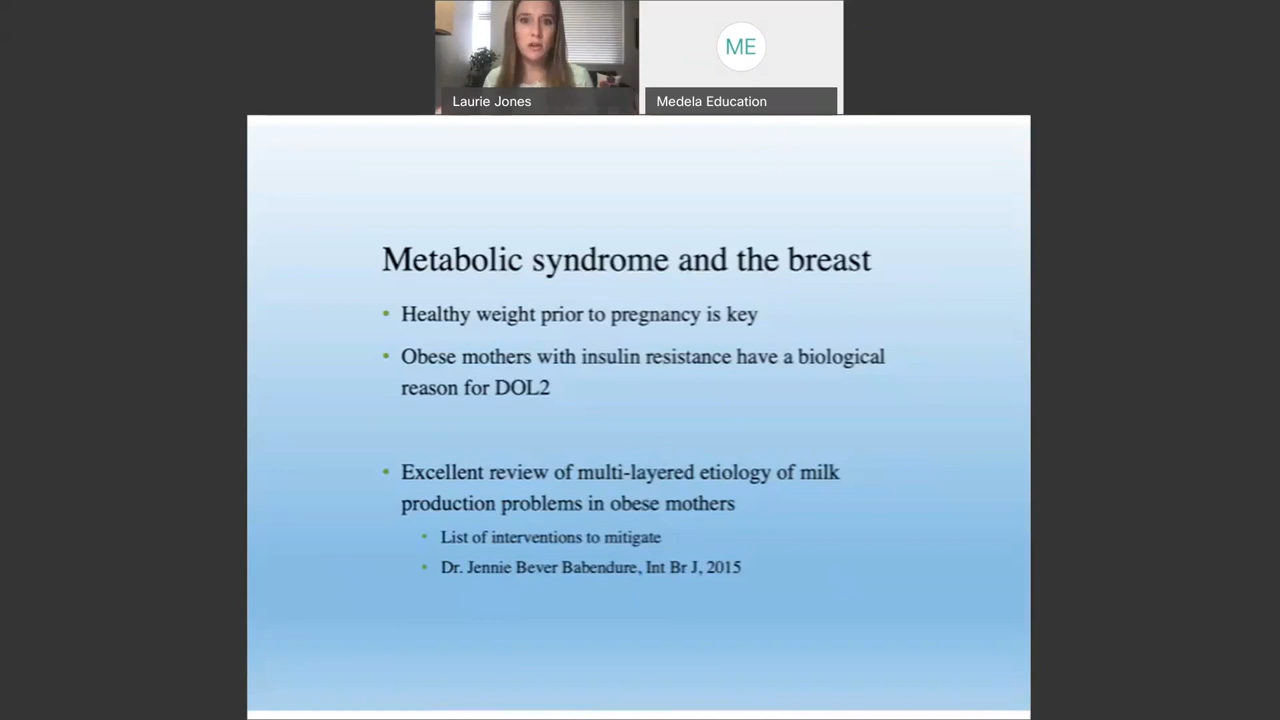 ME
Laurie Jones
Medela Education
Metabolic syndrome and the breast
• Healthy weight prior to pregnancy is key
• Obese mothers with insulin resistance have a biological
reason for DOL2
• Excellent review of multi-layered etiology of milk
production problems in obese mothers
• List of interventions to mitigate
• Dr. Jennie Bever Babendure, Int Br J, 2015